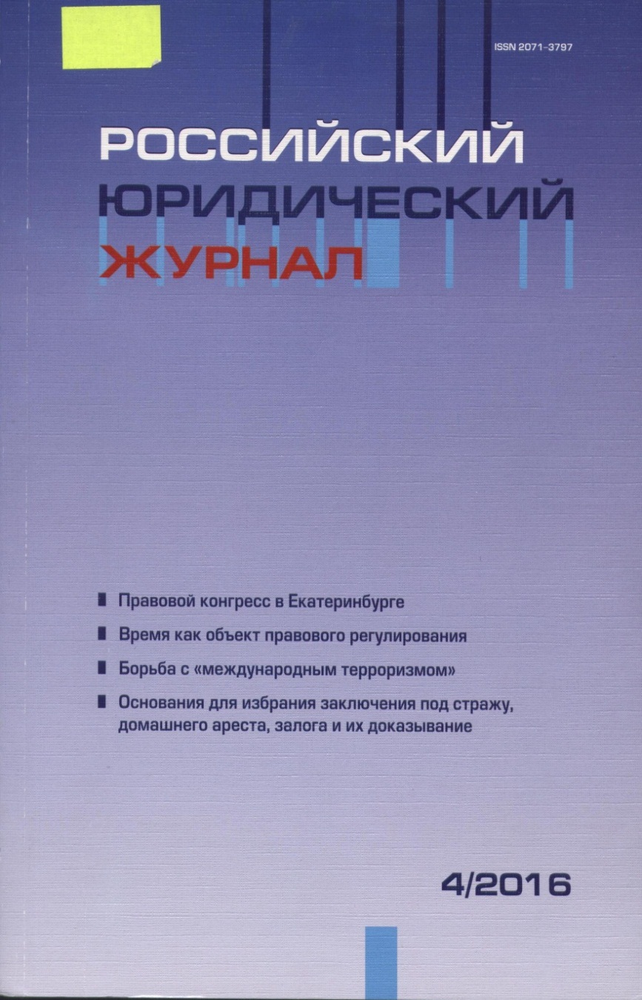 ISSN 2071-3797
РОССИЙСКИЙ
ЮРИДИЧЕСКИЙ
ЖУРНАЛ
Правовой конгресс в Екатеринбурге
Время как объект правового регулирования
Борьба с «международным терроризмом»
Основания для избрания заключения под стражу,
домашнего ареста, залога и их доказывание
4/2016